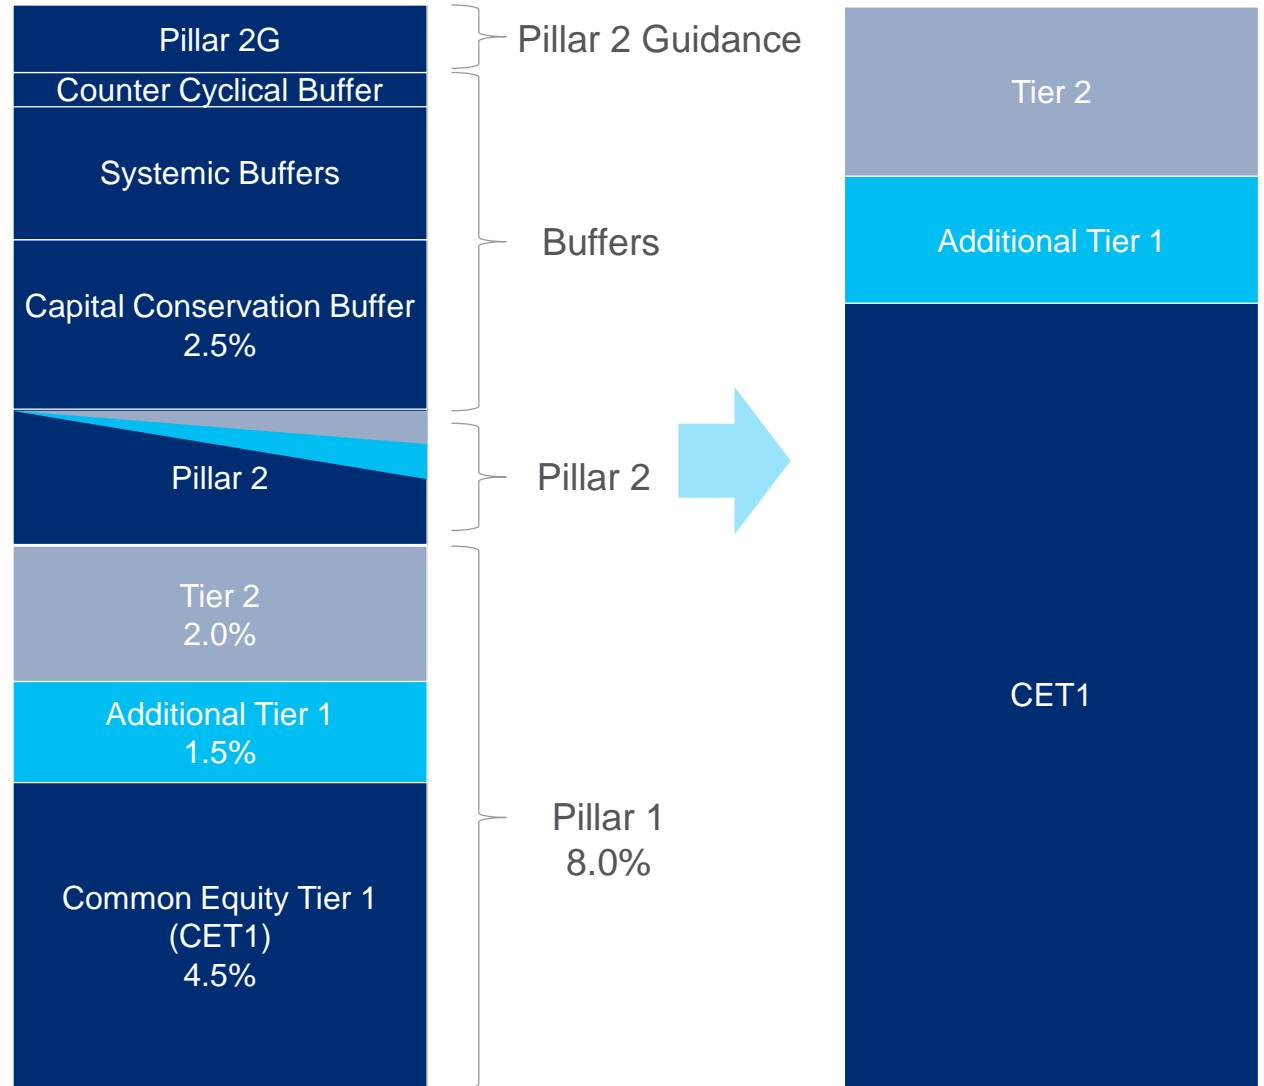 Pillar 2G
Counter Cyclical Buffer
Systemic Buffers
Capital Conservation Buffer
2.5%
Pillar 2
Tier 2
2.0%
Additional Tier 1
1.5%
Common Equity Tier 1
(CET1)
4.5%
Pillar 2 Guidance
Buffers
Pillar 2
Pillar 1
8.0%
Tier 2
Additional Tier 1
CET1